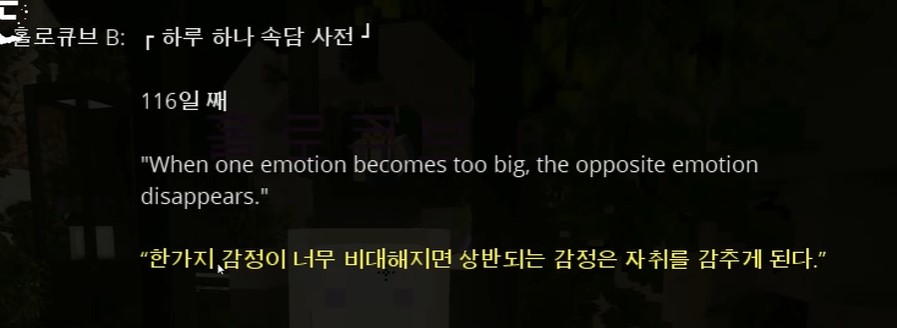 홀로큐브 B: ｢ 하루 하나 속담 사전 ｣
116일 째
"When one emotion becomes too big, the opposite emotion
disappears."
“한가지 감정이 너무 비대해지면 상반되는 감정은 자취를 감추게 된다.”